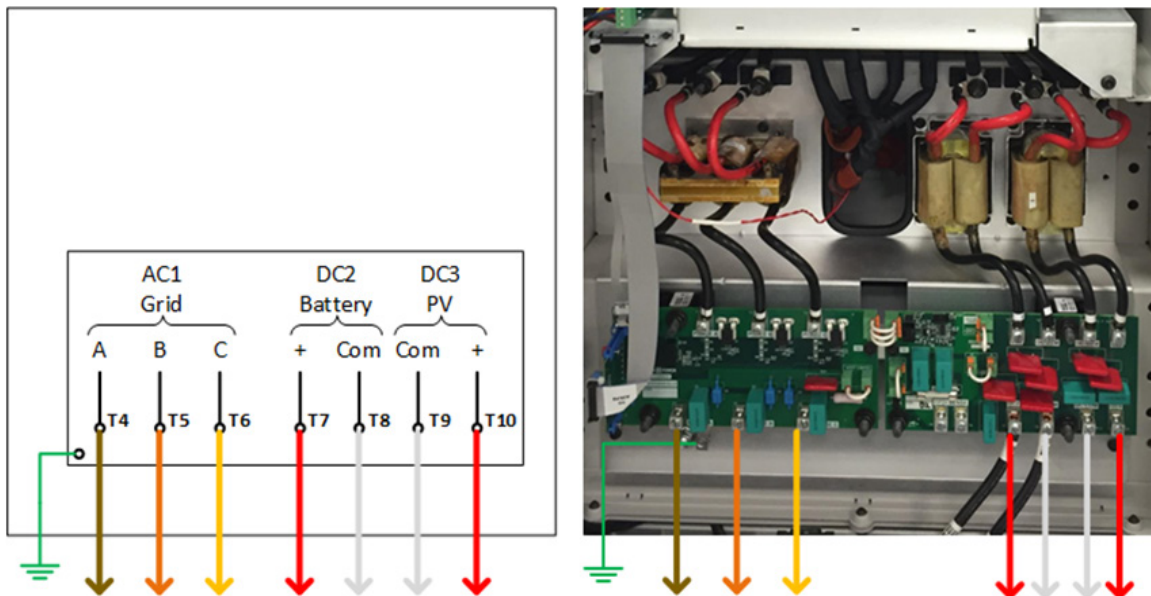 AC1 DC2 DC3
Grid Battery PV
A B C + Com Com +
T4 T5 T6 T7 T8 T9 T10